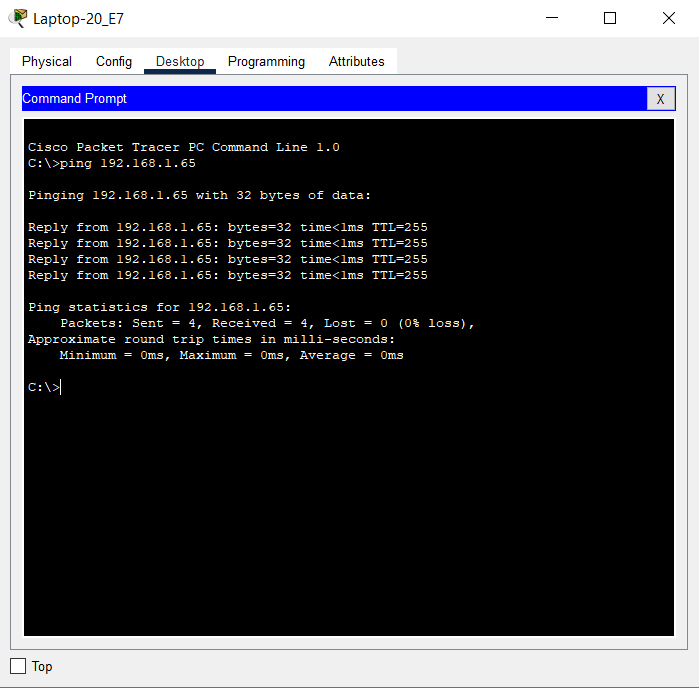 Laptop-20_E7
Physical Config Desktop Programming Attributes
Command Prompt X
Cisco Packet Tracer PC Command Line 1.0
C:\>ping 192.168.1.65
Pinging 192.168.1.65 with 32 bytes of data:
Reply from 192.168.1.65: bytes=32 time<1ms TTL=255
Reply from 192.168.1.65: bytes=32 time<1ms TTL=255
Reply from 192.168.1.65: bytes=32 time<1ms TTL=255
Reply from 192.168.1.65: bytes=32 time<1ms TTL=255
Ping statistics for 192.168.1.65:
Packets: Sent = 4, Received = 4, Lost = 0 (0% loss),
Approximate round trip times in milli-seconds:
Minimum = 0ms, Maximum = 0ms, Average = 0ms
C:\>
Top